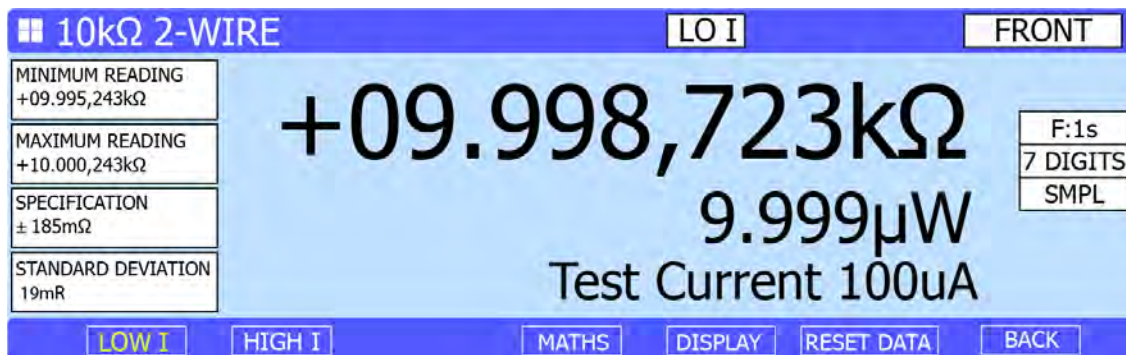 10kΩ 2-WIRE LO I FRONT
MINIMUM READING
+09.995,243kΩ
MAXIMUM READING
+10.000,243kΩ
SPECIFICATION
± 185mΩ
STANDARD DEVIATION
19mR
+09.998,723kΩ
9.999µW
Test Current 100uA
F:1s
7 DIGITS
SMPL
LOW I HIGH I MATHS DISPLAY RESET DATA BACK